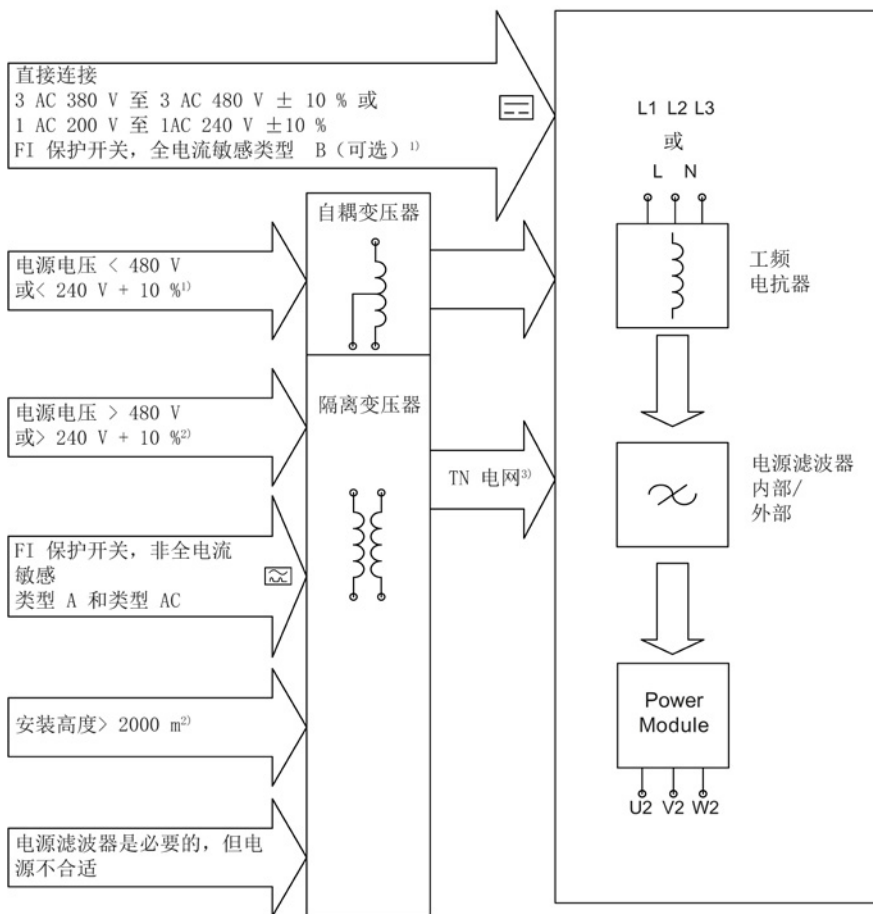 直接连接
3 AC 380 V 至 3 AC 480 V ± 10 % 或
1 AC 200 V 至 1AC 240 V ±10 %
FI 保护开关，全电流敏感类型 B（可选）¹⁾
自耦变压器
电源电压 < 480 V
或< 240 V + 10 %¹⁾
电源电压 > 480 V
或> 240 V + 10 %²⁾
隔离变压器
TN 电网³⁾
FI 保护开关，非全电流
敏感
类型 A 和类型 AC
安装高度> 2000 m²⁾
电源滤波器是必要的，但电
源不合适
L1 L2 L3
或
L N
工频
电抗器
电源滤波器
内部/
外部
Power
Module
U2 V2 W2